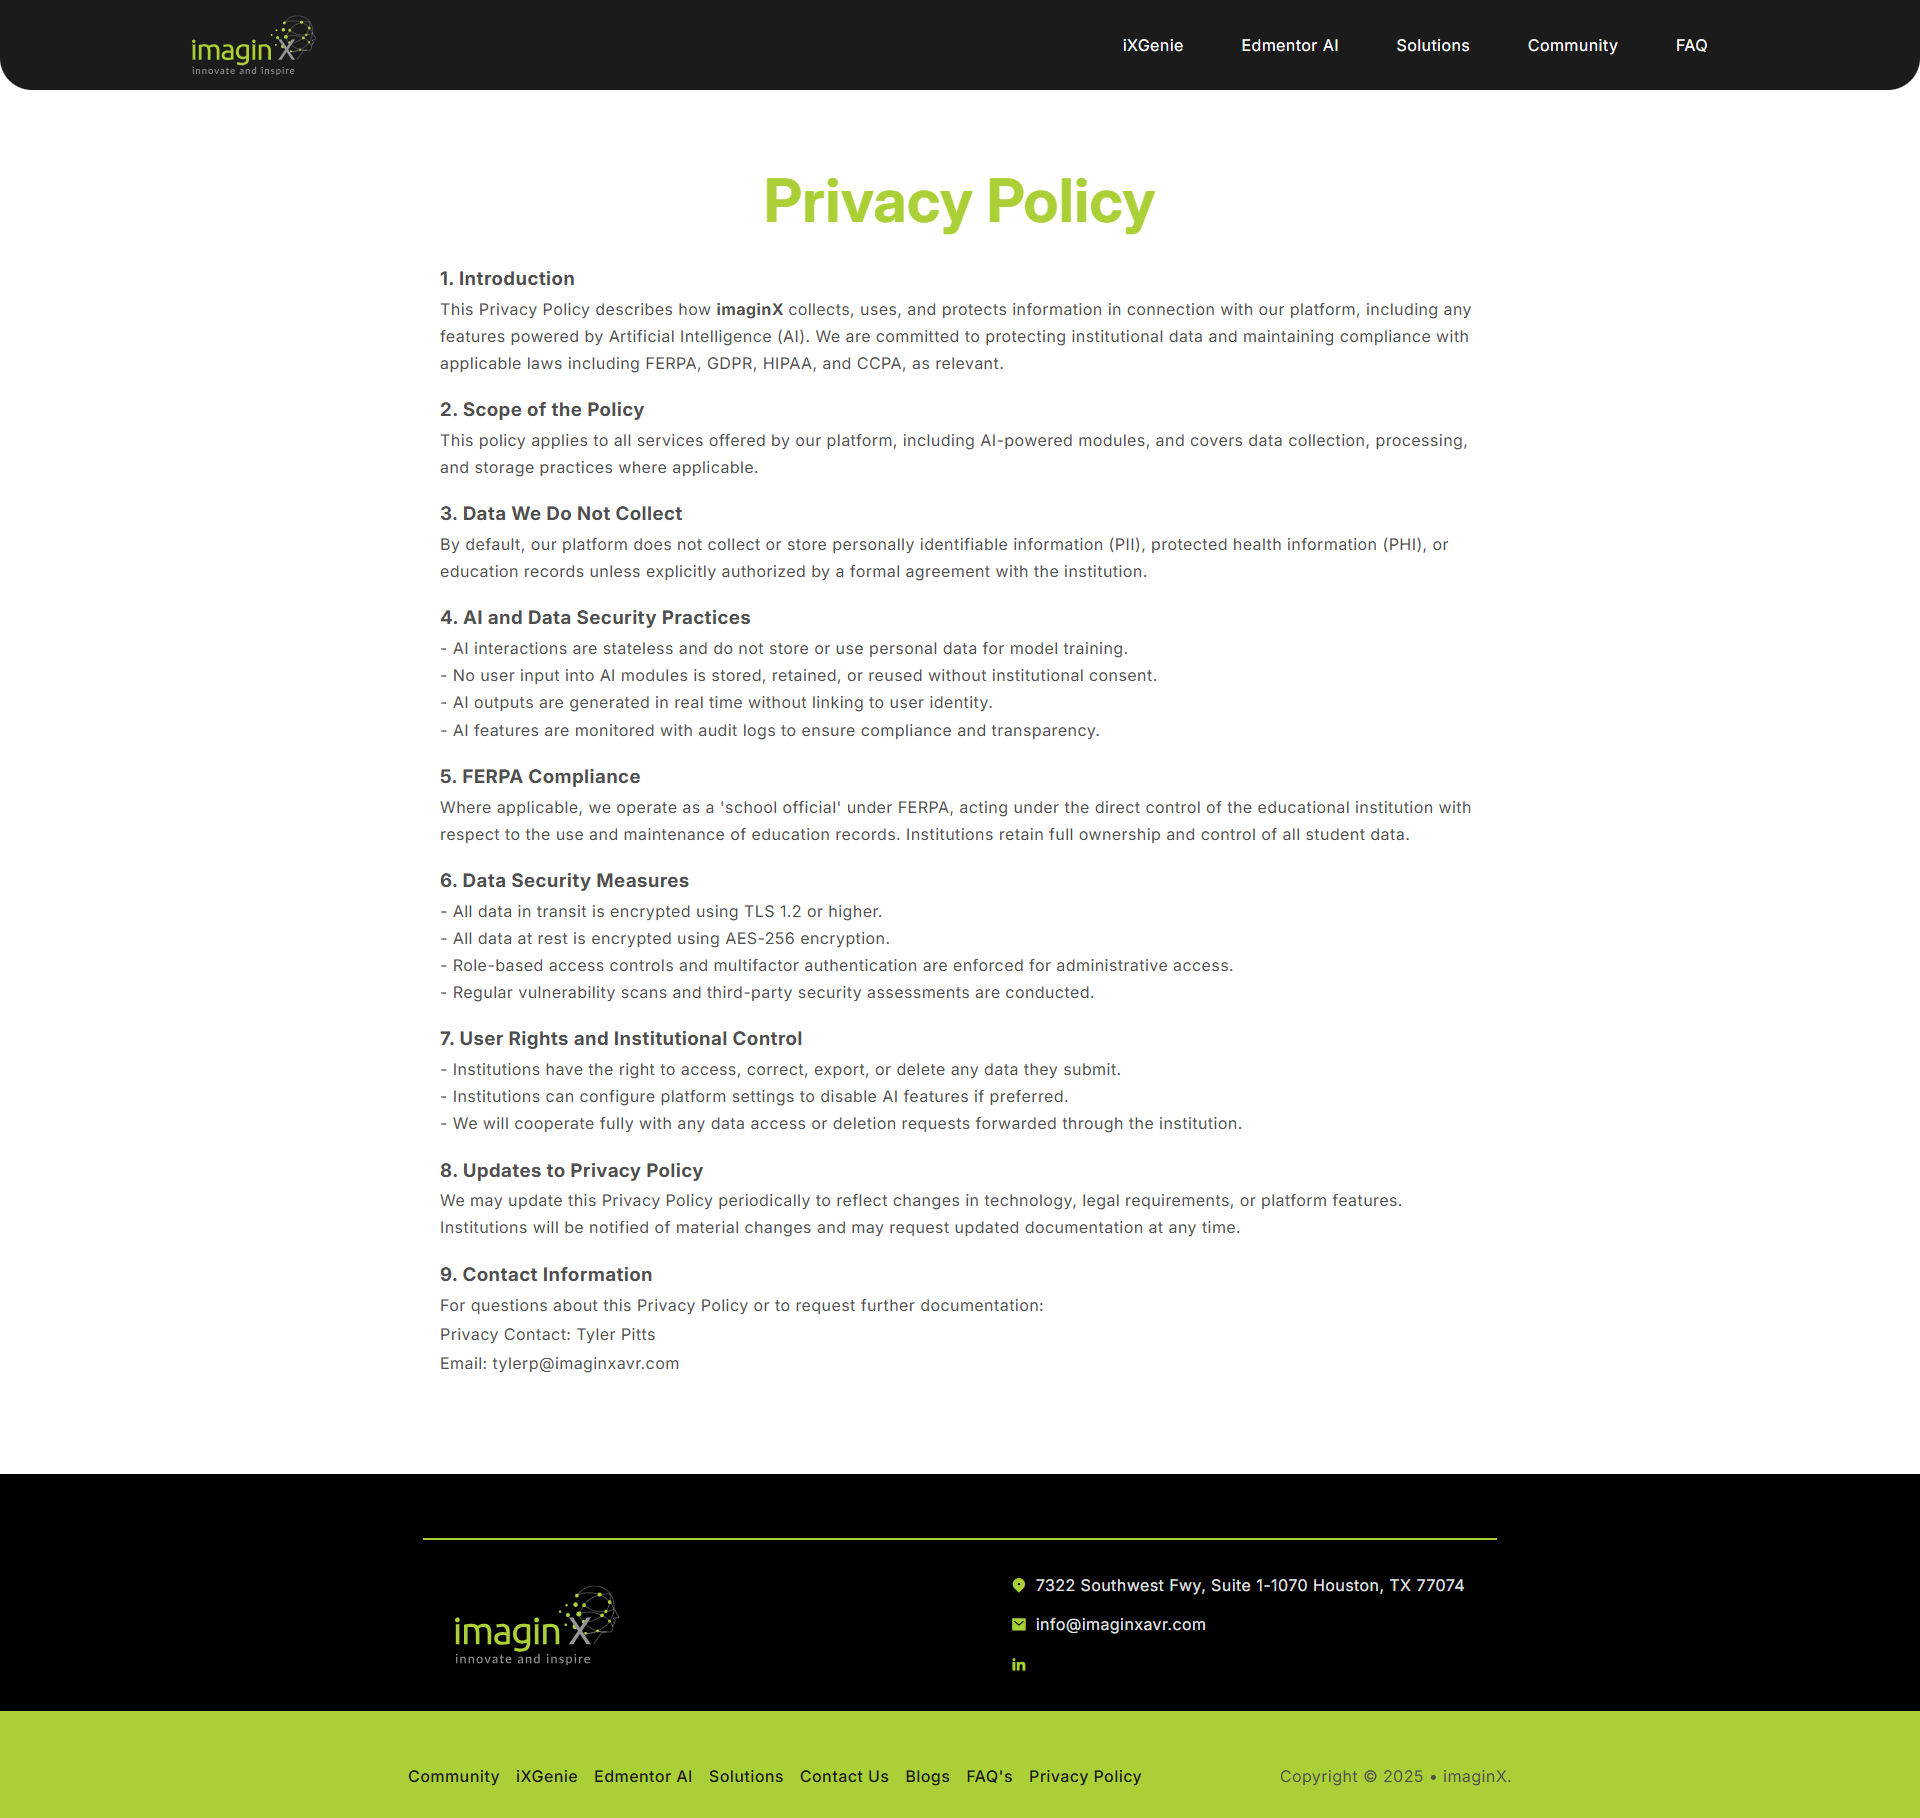 imaginX
innovate and inspire
iXGenie
Edmentor AI
Solutions
Community
FAQ
Privacy Policy
1. Introduction
This Privacy Policy describes how imaginX collects, uses, and protects information in connection with our platform, including any
features powered by Artificial Intelligence (AI). We are committed to protecting institutional data and maintaining compliance with
applicable laws including FERPA, GDPR, HIPAA, and CCPA, as relevant.
2. Scope of the Policy
This policy applies to all services offered by our platform, including AI-powered modules, and covers data collection, processing,
and storage practices where applicable.
3. Data We Do Not Collect
By default, our platform does not collect or store personally identifiable information (PII), protected health information (PHI), or
education records unless explicitly authorized by a formal agreement with the institution.
4. AI and Data Security Practices
- AI interactions are stateless and do not store or use personal data for model training.
- No user input into AI modules is stored, retained, or reused without institutional consent.
- AI outputs are generated in real time without linking to user identity.
- AI features are monitored with audit logs to ensure compliance and transparency.
5. FERPA Compliance
Where applicable, we operate as a 'school official' under FERPA, acting under the direct control of the educational institution with
respect to the use and maintenance of education records. Institutions retain full ownership and control of all student data.
6. Data Security Measures
- All data in transit is encrypted using TLS 1.2 or higher.
- All data at rest is encrypted using AES-256 encryption.
- Role-based access controls and multifactor authentication are enforced for administrative access.
- Regular vulnerability scans and third-party security assessments are conducted.
7. User Rights and Institutional Control
- Institutions have the right to access, correct, export, or delete any data they submit.
- Institutions can configure platform settings to disable AI features if preferred.
- We will cooperate fully with any data access or deletion requests forwarded through the institution.
8. Updates to Privacy Policy
We may update this Privacy Policy periodically to reflect changes in technology, legal requirements, or platform features.
Institutions will be notified of material changes and may request updated documentation at any time.
9. Contact Information
For questions about this Privacy Policy or to request further documentation:
Privacy Contact: Tyler Pitts
Email: tylerp@imaginxavr.com
imaginX
innovate and inspire
7322 Southwest Fwy, Suite 1-1070 Houston, TX 77074
info@imaginxavr.com
in
Community iXGenie Edmentor AI Solutions Contact Us Blogs FAQ's Privacy Policy
Copyright © 2025 • imaginX.